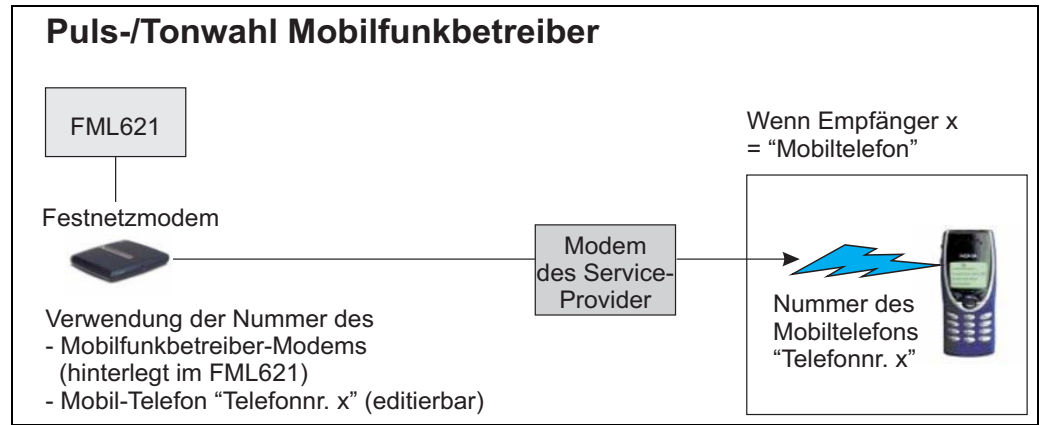 Puls-/Tonwahl Mobilfunkbetreiber
FML621
Festnetzmodem
Verwendung der Nummer des
- Mobilfunkbetreiber-Modems
(hinterlegt im FML621)
- Mobil-Telefon “Telefonnr. x” (editierbar)
Modem
des Service-
Provider
Wenn Empfänger x
= “Mobiltelefon”
Nummer des
Mobiltelefons
“Telefonnr. x”
NOKIA